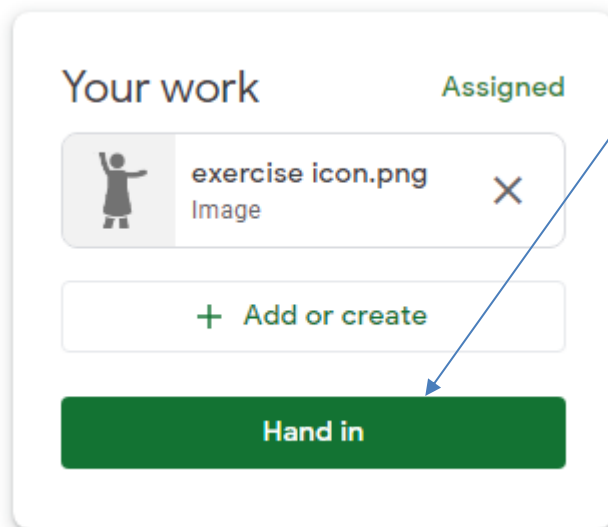 Your work
Assigned
exercise icon.png
Image
+ Add or create
Hand in